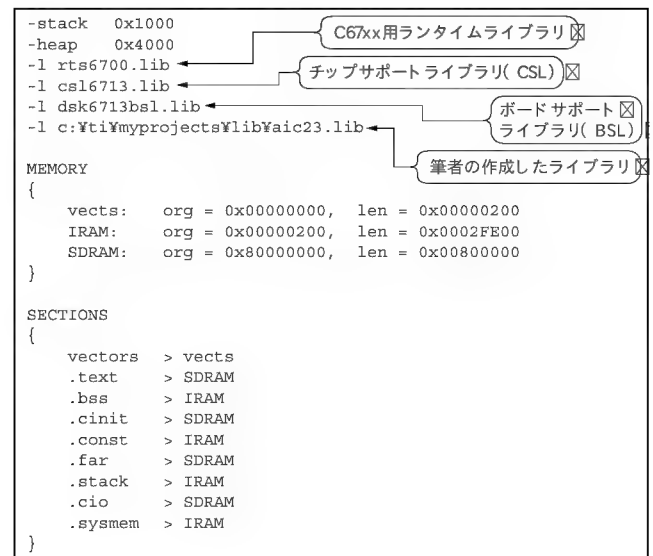 -stack   0x1000
-heap    0x4000
-l rts6700.lib
C67xx用ランタイムライブラリ
-l csl6713.lib
チップサポートライブラリ( CSL )
-l dsk6713bsl.lib
ボードサポート
ライブラリ( BSL )
-l c:¥ti¥myprojects¥lib¥aic23.lib
筆者の作成したライブラリ
MEMORY
{
    vects:    org = 0x00000000,  len = 0x00000200
    IRAM:     org = 0x00000200,  len = 0x0002FE00
    SDRAM:    org = 0x80000000,  len = 0x00800000
}
SECTIONS
{
    vectors  > vects
    .text    > SDRAM
    .bss     > IRAM
    .cinit   > SDRAM
    .const   > IRAM
    .far     > SDRAM
    .stack   > IRAM
    .cio     > SDRAM
    .sysmem  > IRAM
}